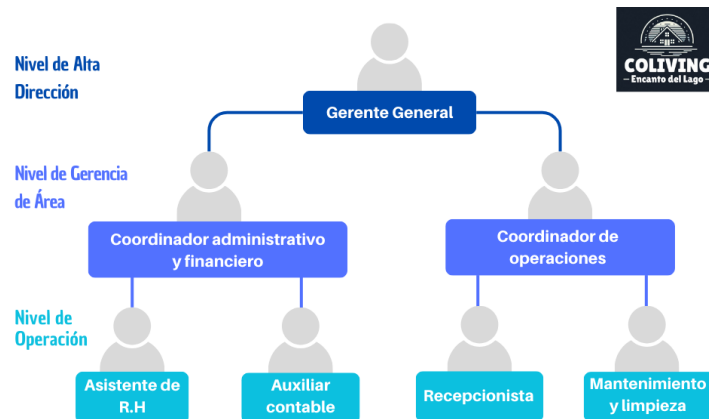 Nivel de Alta
Dirección
COLIVING
Encanto del Lago
Gerente General
Nivel de Gerencia
de Área
Coordinador administrativo
y financiero
Coordinador de
operaciones
Nivel de
Operación
Asistente de
R.H
Auxiliar
contable
Recepcionista
Mantenimiento
y limpieza